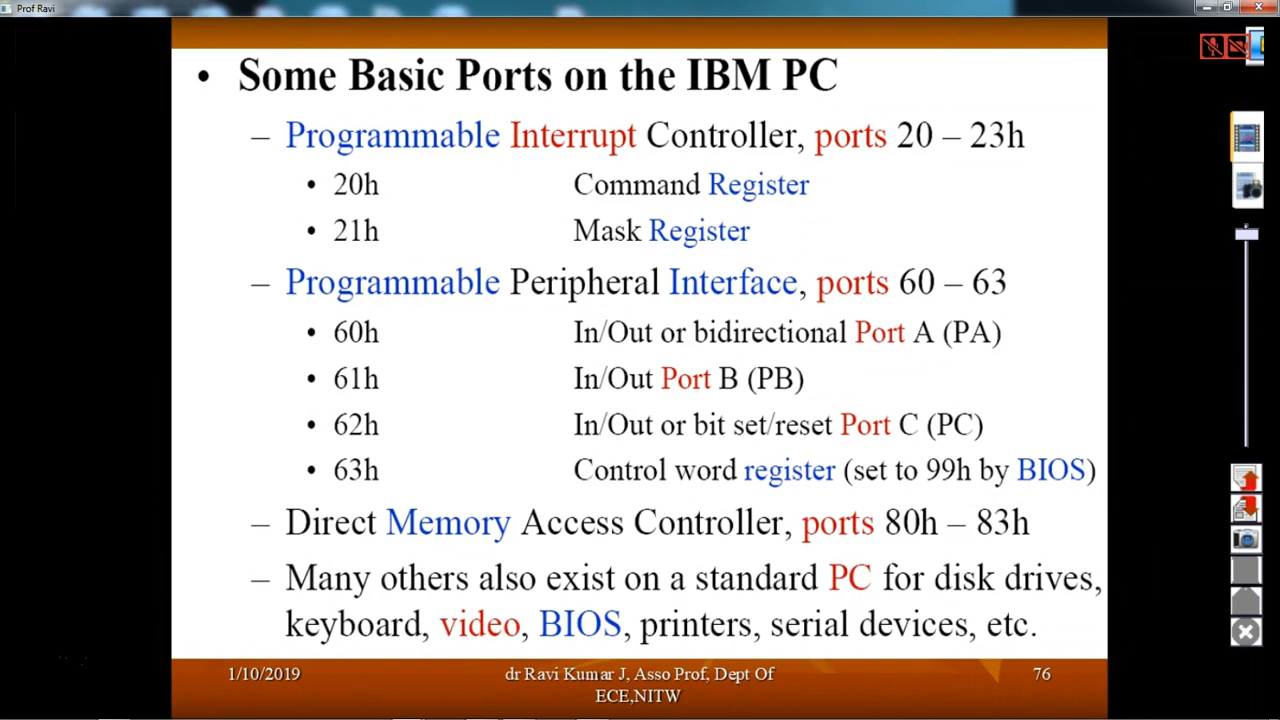 Prof Ravi
• Some Basic Ports on the IBM PC
– Programmable Interrupt Controller, ports 20 – 23h
• 20h Command Register
• 21h Mask Register
– Programmable Peripheral Interface, ports 60 – 63
• 60h In/Out or bidirectional Port A (PA)
• 61h In/Out Port B (PB)
• 62h In/Out or bit set/reset Port C (PC)
• 63h Control word register (set to 99h by BIOS)
– Direct Memory Access Controller, ports 80h – 83h
– Many others also exist on a standard PC for disk drives,
keyboard, video, BIOS, printers, serial devices, etc.
1/10/2019 dr Ravi Kumar J, Asso Prof, Dept Of 76
ECE,NITW